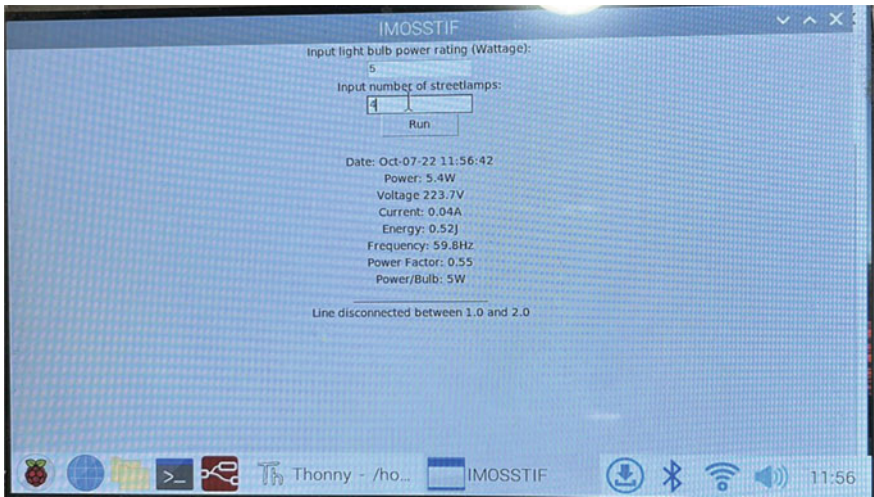 IMOSSTIF
Input light bulb power rating (Wattage):
5
Input number of streetlamps:
4
Run
Date: Oct-07-22 11:56:42
Power: 5.4W
Voltage 223.7V
Current: 0.04A
Energy: 0.52J
Frequency: 59.8Hz
Power Factor: 0.55
Power/Bulb: 5W
Line disconnected between 1.0 and 2.0
>_ Th Thonny - /ho... IMOSSTIF 11:56